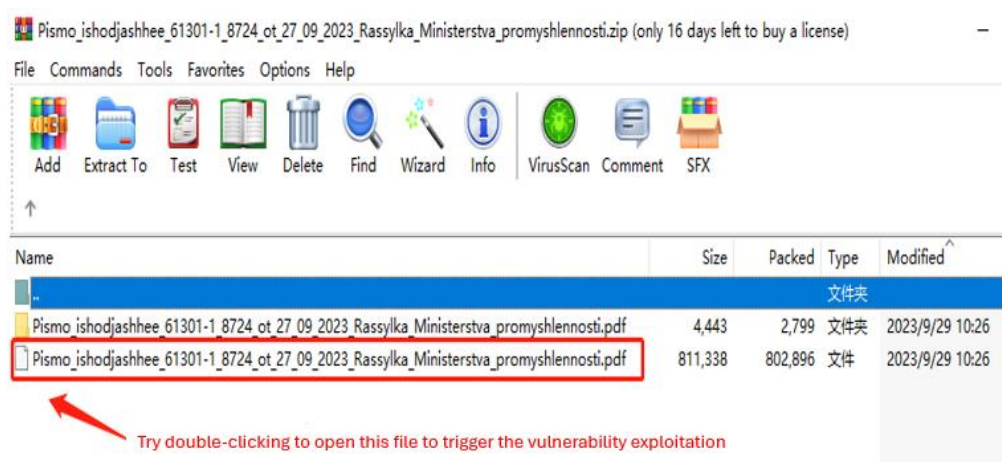 Pismo_ishodjashhee_61301-1_8724_ot_27_09_2023_Rassylka_Ministerstva_promyshlennosti.zip (only 16 days left to buy a license)
File Commands Tools Favorites Options Help
Add Extract To Test View Delete Find Wizard Info VirusScan Comment SFX
Name Size Packed Type Modified
.. 文件夹
Pismo_ishodjashhee_61301-1_8724_ot_27_09_2023_Rassylka_Ministerstva_promyshlennosti.pdf 4,443 2,799 文件夹 2023/9/29 10:26
Pismo_ishodjashhee_61301-1_8724_ot_27_09_2023_Rassylka_Ministerstva_promyshlennosti.pdf 811,338 802,896 文件 2023/9/29 10:26
Try double-clicking to open this file to trigger the vulnerability exploitation